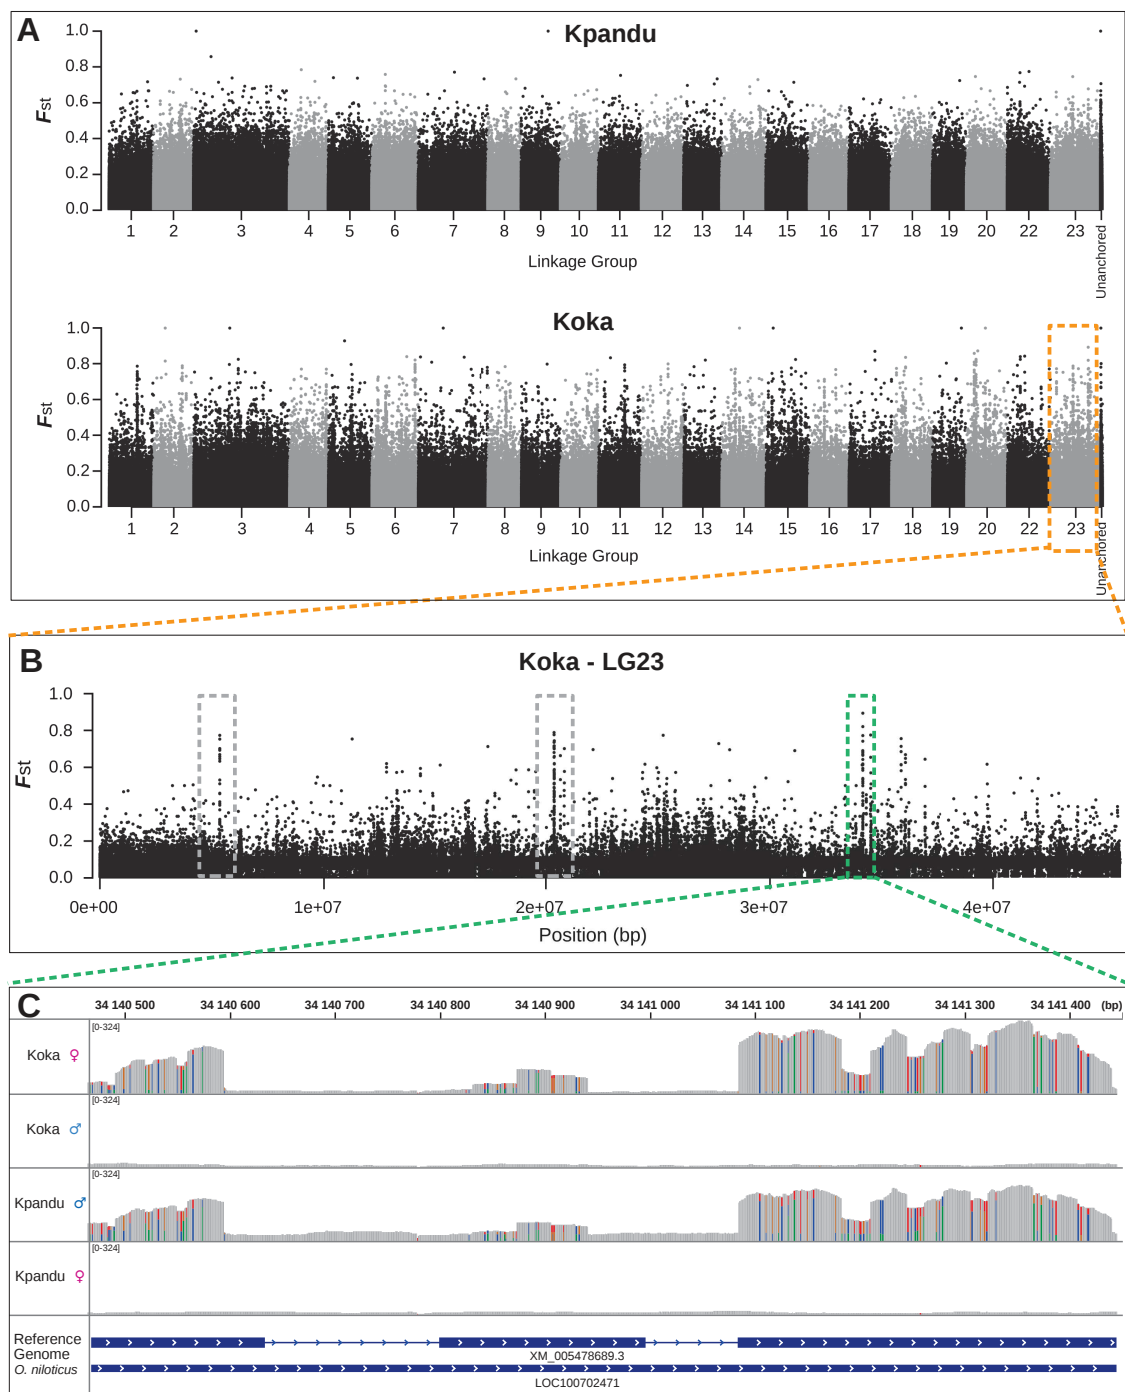 A
Kpandu
1.0
0.8
0.6
0.4
0.2
0.0
Fst
1 2 3 4 5 6 7 8 9 10 11 12 13 14 15 16 17 18 19 20 22 23 Unanchored
Linkage Group
Koka
1.0
0.8
0.6
0.4
0.2
0.0
Fst
1 2 3 4 5 6 7 8 9 10 11 12 13 14 15 16 17 18 19 20 22 23 Unanchored
Linkage Group
B
Koka - LG23
1.0
0.8
0.6
0.4
0.2
0.0
Fst
0e+00 1e+07 2e+07 3e+07 4e+07
Position (bp)
C
34 140 500 34 140 600 34 140 700 34 140 800 34 140 900 34 141 000 34 141 100 34 141 200 34 141 300 34 141 400 (bp)
[0-324]
Koka ♀
[0-324]
Koka ♂
[0-324]
Kpandu ♂
[0-324]
Kpandu ♀
Reference
Genome
O. niloticus
XM_005478689.3
LOC100702471